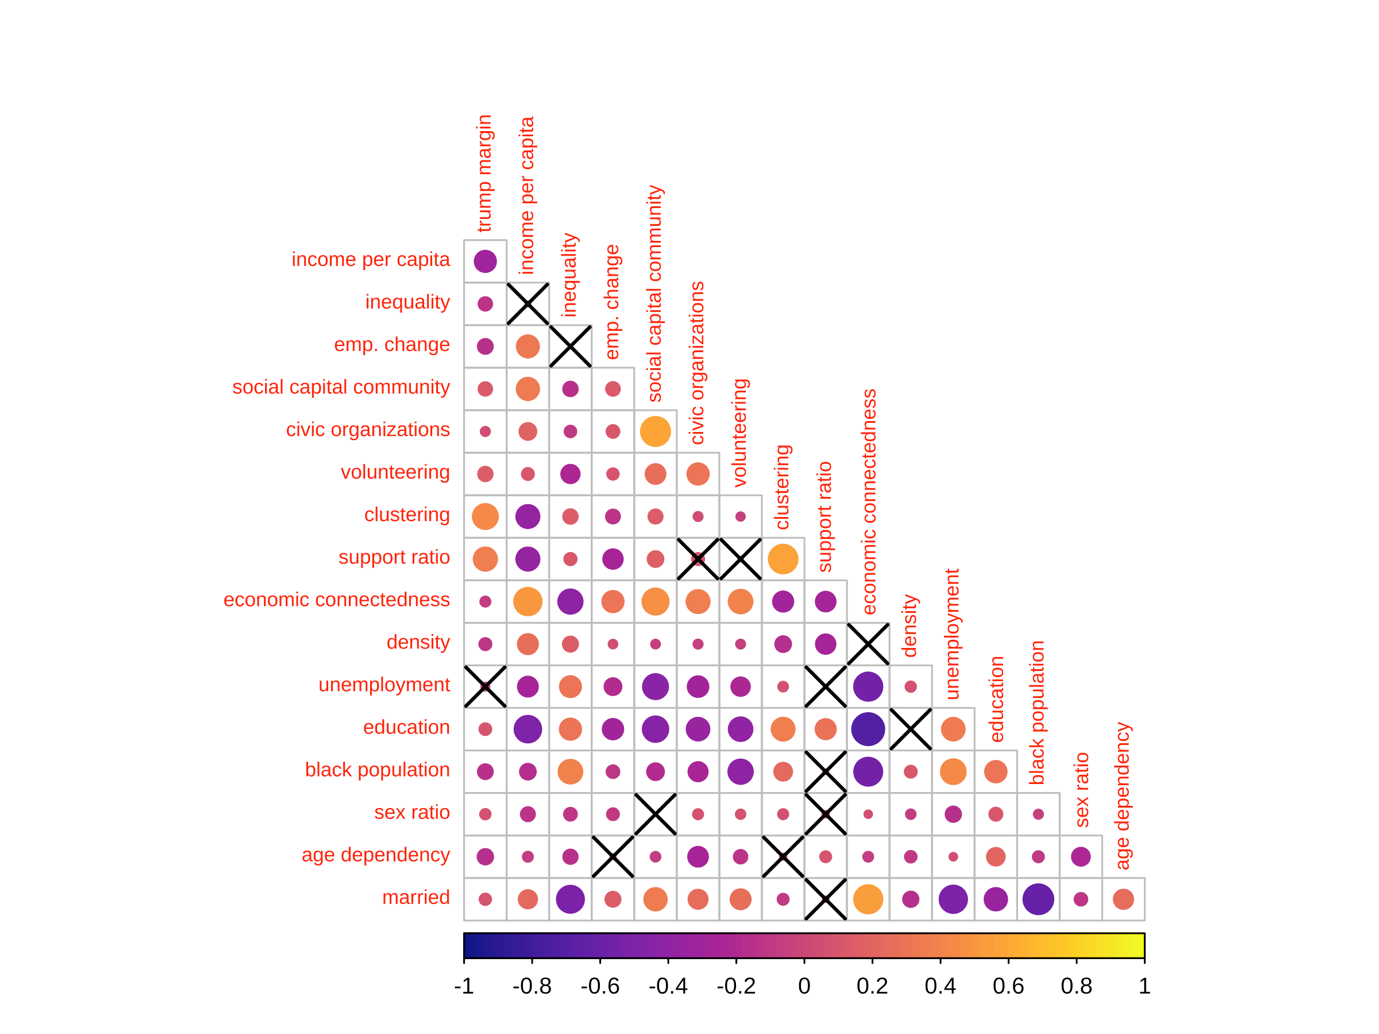 trump margin
income per capita
inequality
emp. change
social capital community
civic organizations
volunteering
clustering
support ratio
economic connectedness
density
unemployment
education
black population
sex ratio
age dependency
income per capita
inequality
emp. change
social capital community
civic organizations
volunteering
clustering
support ratio
economic connectedness
density
unemployment
education
black population
sex ratio
age dependency
married
-1 -0.8 -0.6 -0.4 -0.2 0 0.2 0.4 0.6 0.8 1